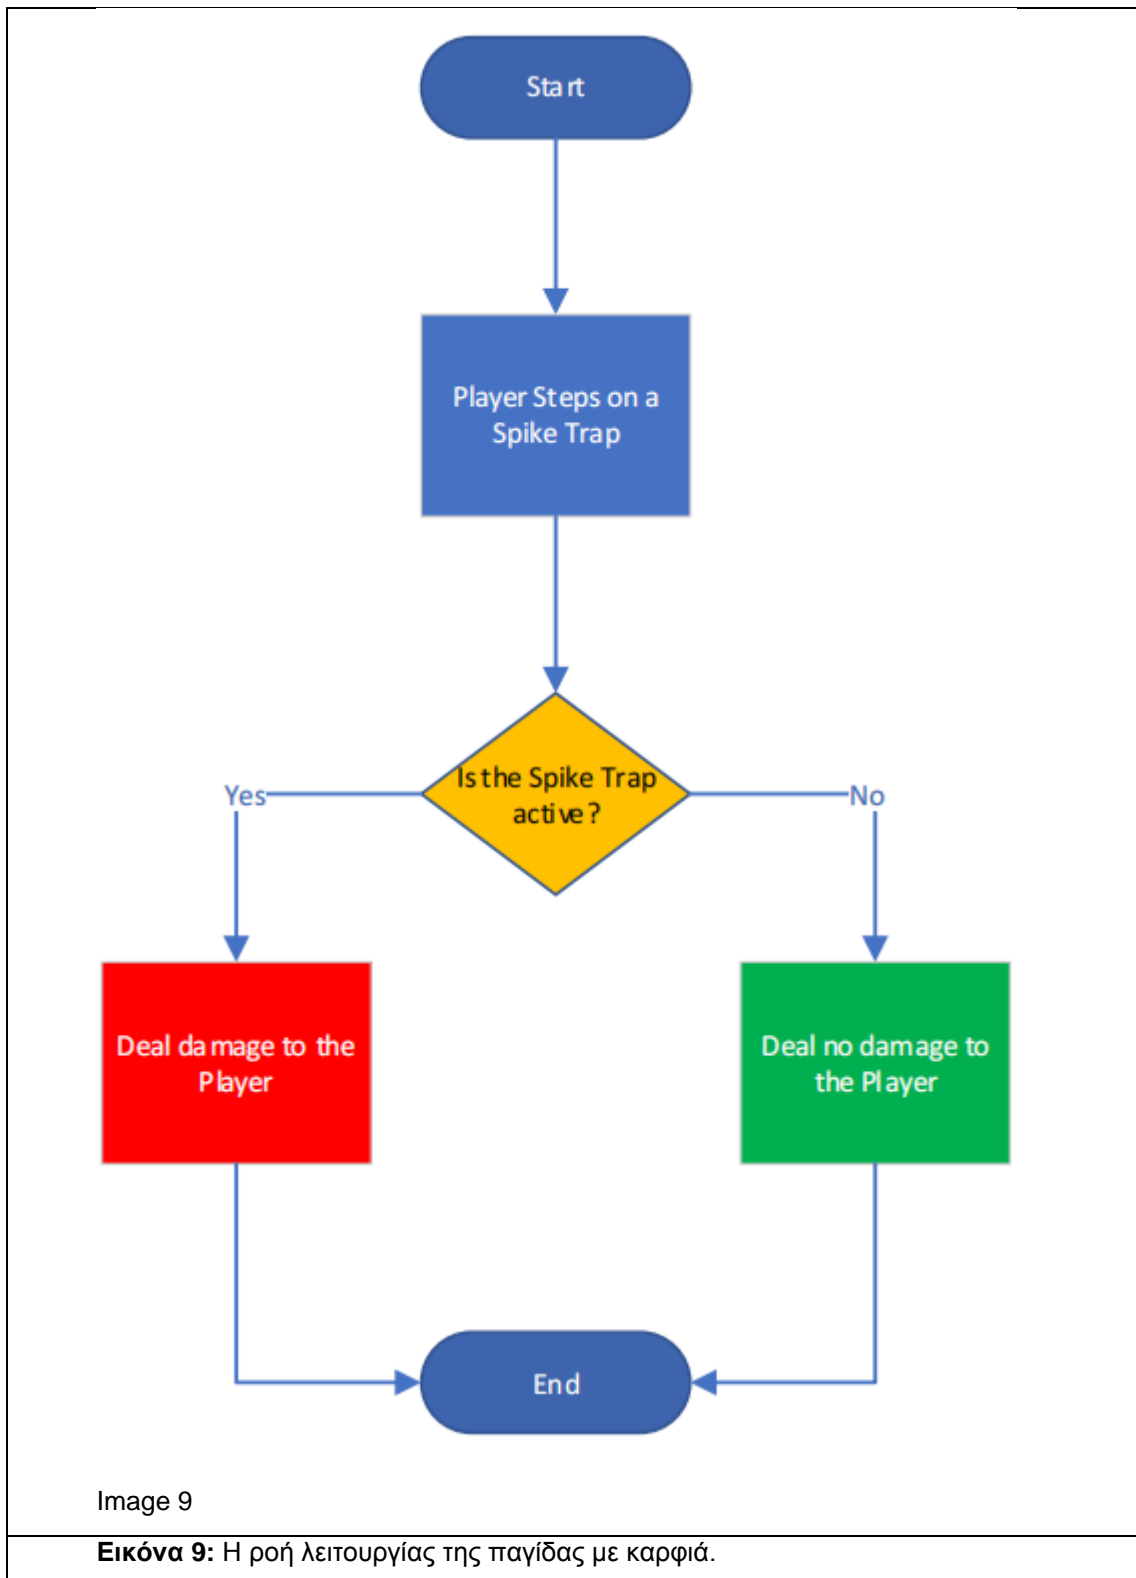 Start
Player Steps on a
Spike Trap
Is the Spike Trap
active?
Yes
No
Deal damage to the
Player
Deal no damage to
the Player
End
Image 9
Εικόνα 9: Η ροή λειτουργίας της παγίδας με καρφιά.